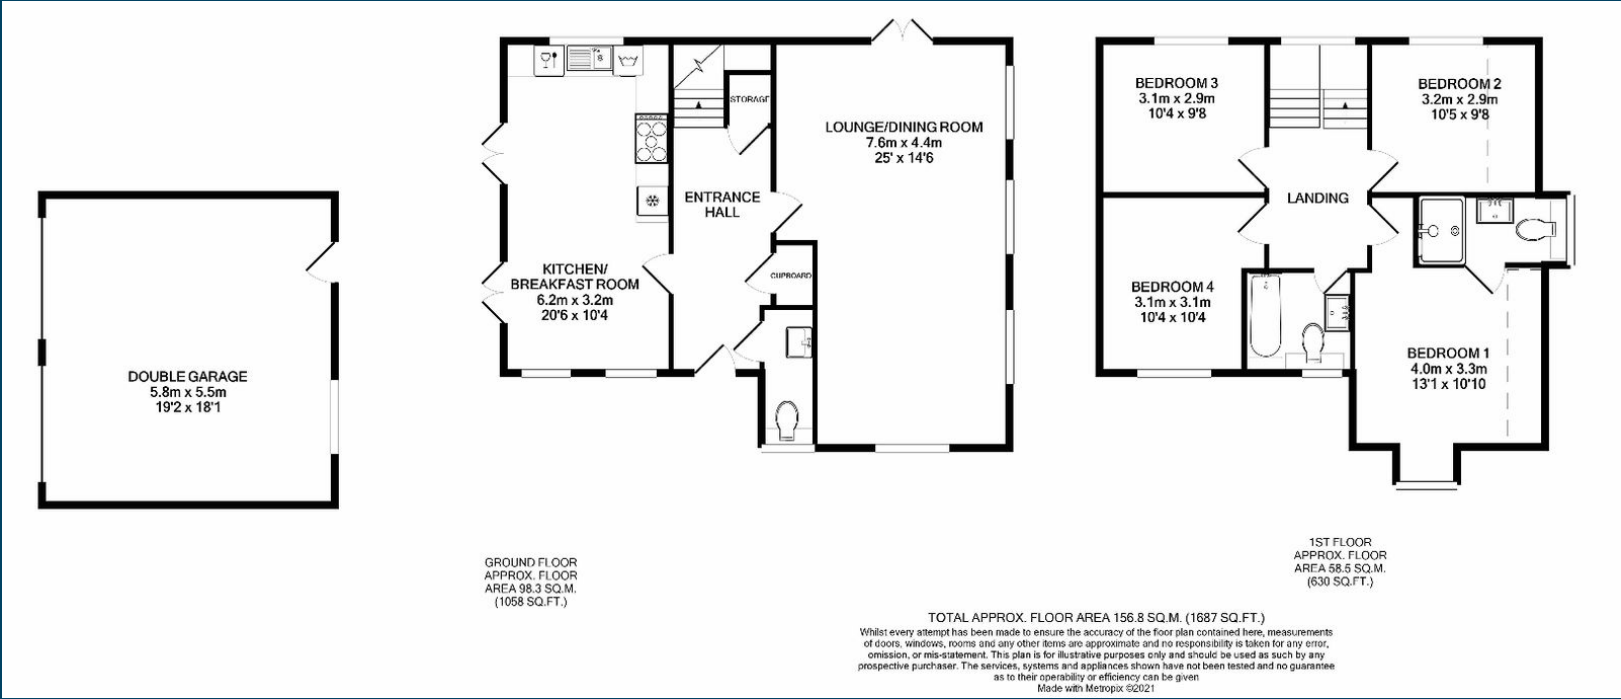 DOUBLE GARAGE
5.8m x 5.5m
19'2 x 18'1
KITCHEN/
BREAKFAST ROOM
6.2m x 3.2m
20'6 x 10'4
STORAGE
ENTRANCE
HALL
CUPBOARD
LOUNGE/DINING ROOM
7.6m x 4.4m
25' x 14'6
BEDROOM 3
3.1m x 2.9m
10'4 x 9'8
BEDROOM 2
3.2m x 2.9m
10'5 x 9'8
LANDING
BEDROOM 4
3.1m x 3.1m
10'4 x 10'4
BEDROOM 1
4.0m x 3.3m
13'1 x 10'10
GROUND FLOOR
APPROX. FLOOR
AREA 98.3 SQ.M.
(1058 SQ.FT.)
1ST FLOOR
APPROX. FLOOR
AREA 58.5 SQ.M.
(630 SQ.FT.)
TOTAL APPROX. FLOOR AREA 156.8 SQ.M. (1687 SQ.FT.)
Whilst every attempt has been made to ensure the accuracy of the floor plan contained here, measurements
of doors, windows, rooms and any other items are approximate and no responsibility is taken for any error,
omission, or mis-statement. This plan is for illustrative purposes only and should be used as such by any
prospective purchaser. The services, systems and appliances shown have not been tested and no guarantee
as to their operability or efficiency can be given
Made with Metropix ©2021